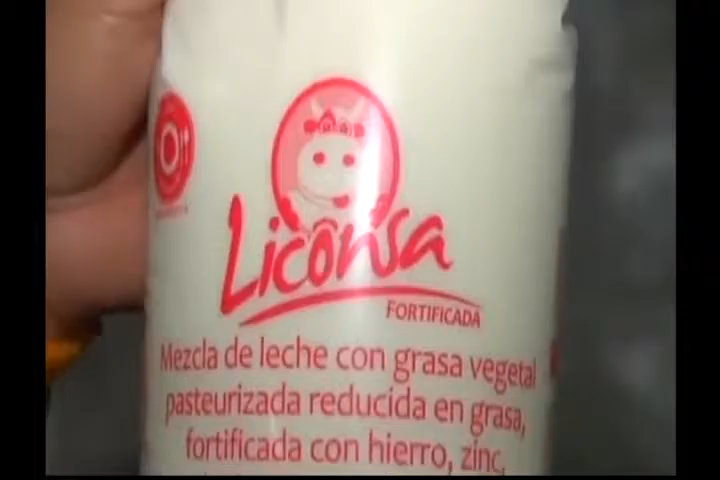 Liconsa
FORTIFICADA
Mezcla de leche con grasa vegetal
pasteurizada reducida en grasa,
fortificada con hierro, zinc,